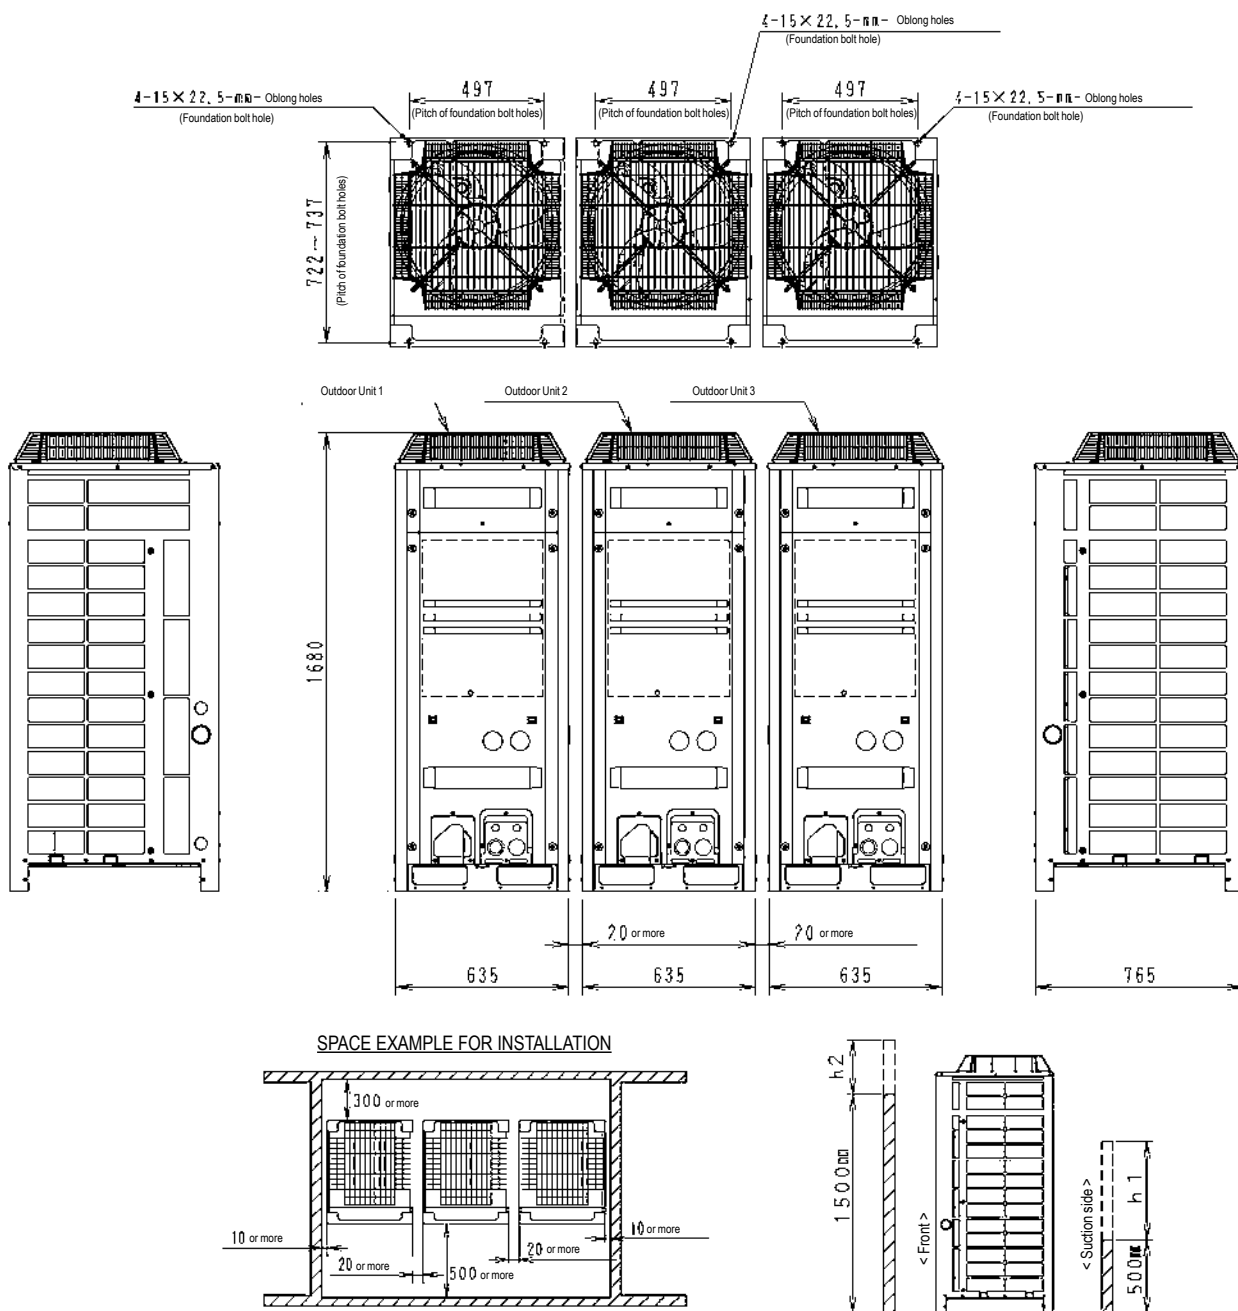 4-15×22.5-mm- Oblong holes
(Foundation bolt hole)
4-15×22.5-mm- Oblong holes
(Foundation bolt hole)
497
(Pitch of foundation bolt holes)
497
(Pitch of foundation bolt holes)
497
(Pitch of foundation bolt holes)
4-15×22.5-mm- Oblong holes
(Foundation bolt hole)
722~737
(Pitch of foundation bolt holes)
Outdoor Unit 1
Outdoor Unit 2
Outdoor Unit 3
1680
20 or more
20 or more
635
635
635
765
SPACE EXAMPLE FOR INSTALLATION
300 or more
10 or more
20 or more
500 or more
20 or more
10 or more
h2
1500mm
< Front >
< Suction side >
h1
500mm